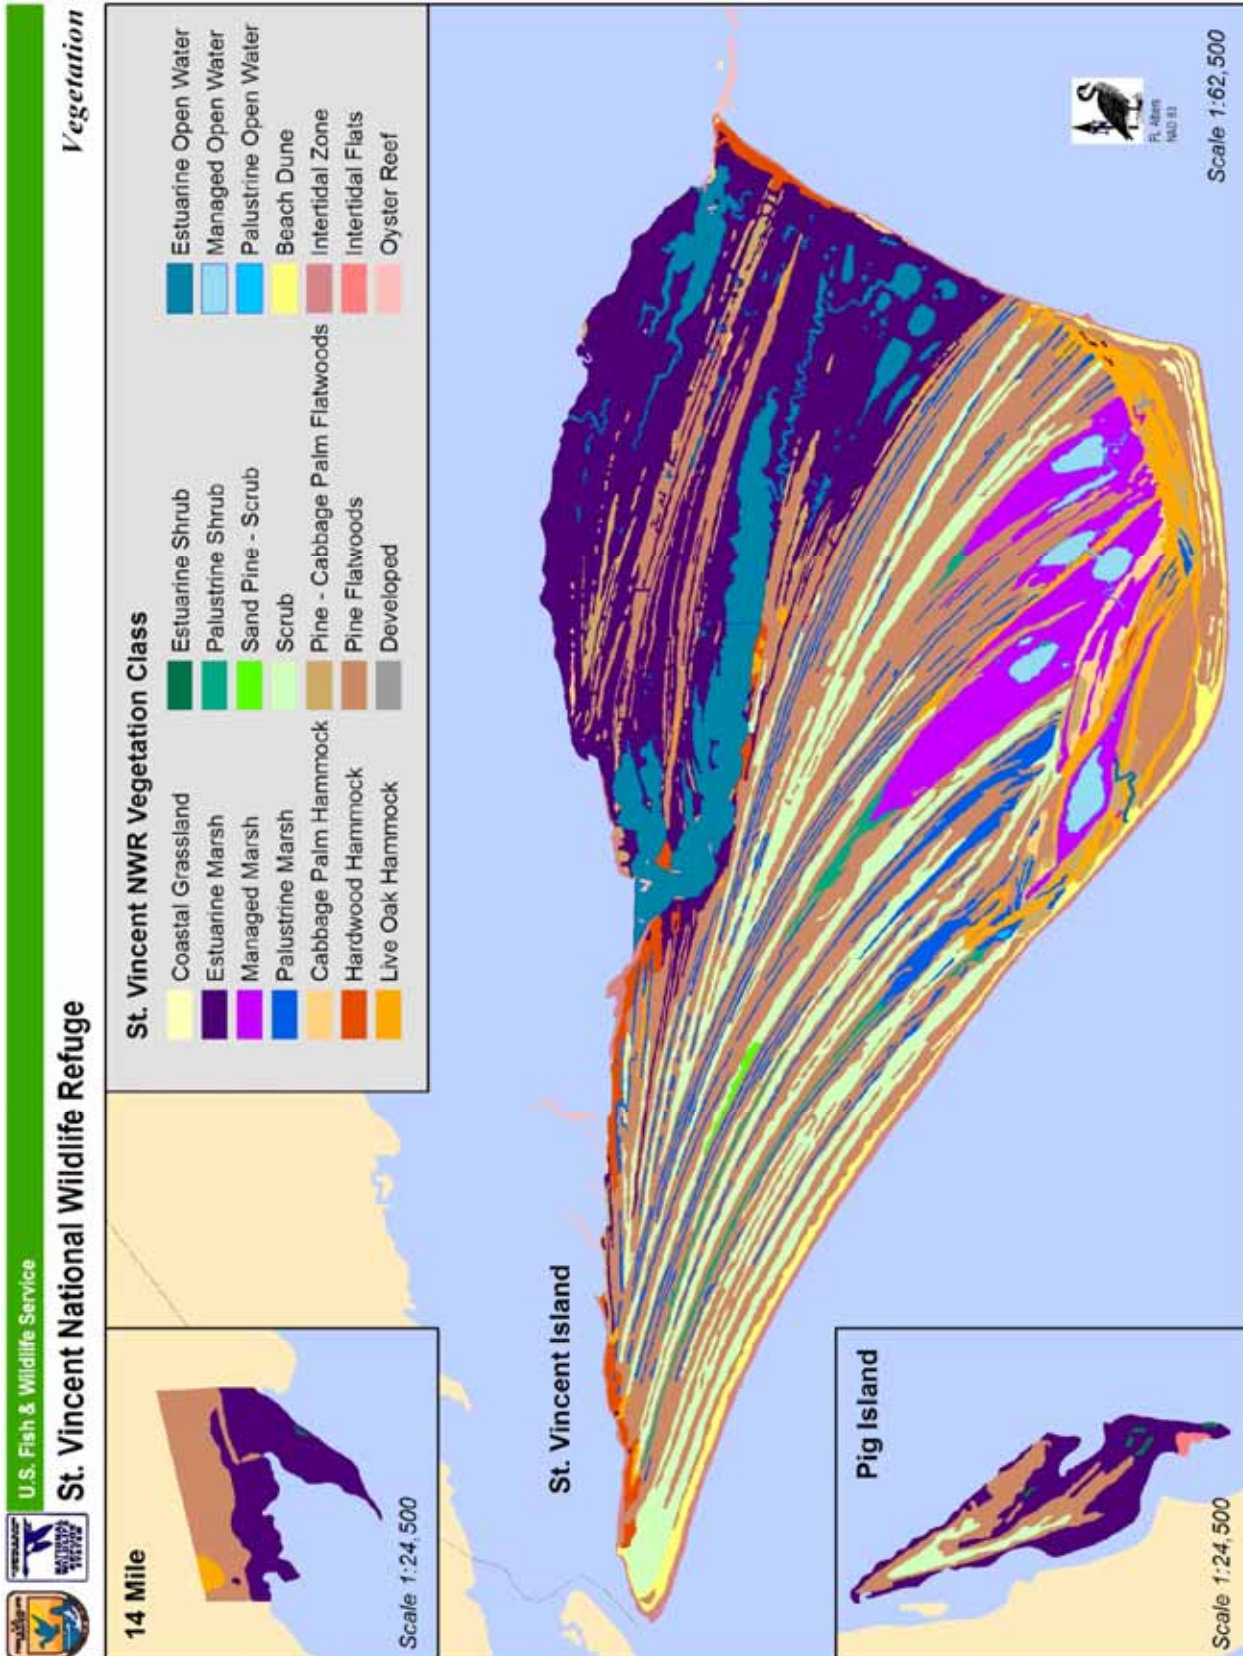 U.S. Fish & Wildlife Service
St. Vincent National Wildlife Refuge
Vegetation
14 Mile
Scale 1:24,500
St. Vincent NWR Vegetation Class
Coastal Grassland
Estuarine Marsh
Managed Marsh
Palustrine Marsh
Cabbage Palm Hammock
Hardwood Hammock
Live Oak Hammock
Estuarine Shrub
Palustrine Shrub
Sand Pine - Scrub
Scrub
Pine - Cabbage Palm Flatwoods
Pine Flatwoods
Developed
Estuarine Open Water
Managed Open Water
Palustrine Open Water
Beach Dune
Intertidal Zone
Intertidal Flats
Oyster Reef
St. Vincent Island
Pig Island
Scale 1:24,500
FL Albers
NAD 83
Scale 1:62,500